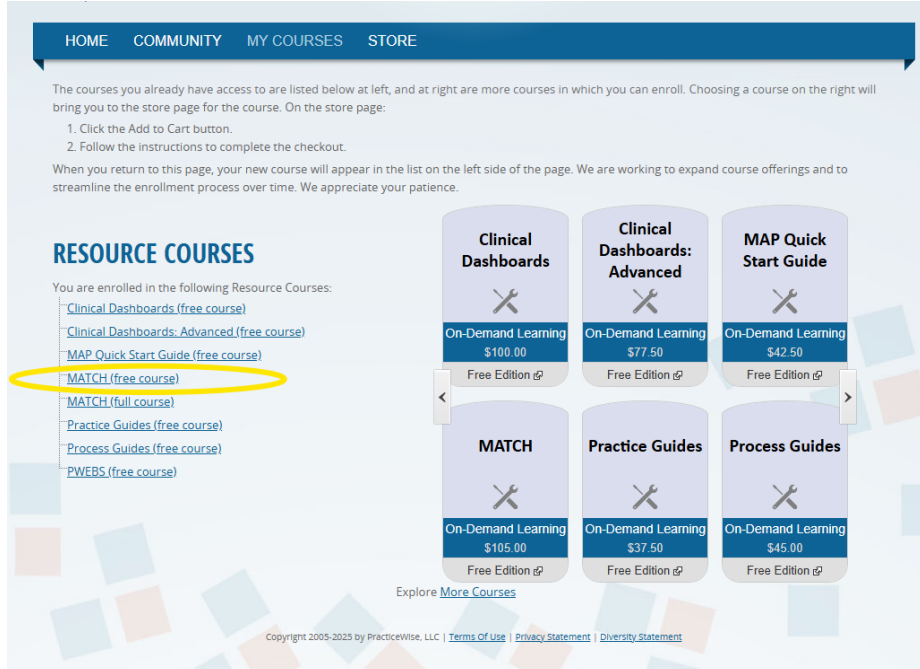 HOME COMMUNITY MY COURSES STORE
The courses you already have access to are listed below at left, and at right are more courses in which you can enroll. Choosing a course on the right will
bring you to the store page for the course. On the store page:
1. Click the Add to Cart button.
2. Follow the instructions to complete the checkout.
When you return to this page, your new course will appear in the list on the left side of the page. We are working to expand course offerings and to
streamline the enrollment process over time. We appreciate your patience.
RESOURCE COURSES
You are enrolled in the following Resource Courses:
Clinical Dashboards (free course)
Clinical Dashboards: Advanced (free course)
MAP Quick Start Guide (free course)
MATCH (free course)
MATCH (full course)
Practice Guides (free course)
Process Guides (free course)
PWEBS (free course)
Clinical
Dashboards
On-Demand Learning
$100.00
Free Edition
Clinical
Dashboards:
Advanced
On-Demand Learning
$77.50
Free Edition
MAP Quick
Start Guide
On-Demand Learning
$42.50
Free Edition
MATCH
On-Demand Learning
$105.00
Free Edition
Practice Guides
On-Demand Learning
$37.50
Free Edition
Process Guides
On-Demand Learning
$45.00
Free Edition
Explore More Courses
Copyright 2005-2025 by PracticeWise, LLC | Terms Of Use | Privacy Statement | Diversity Statement